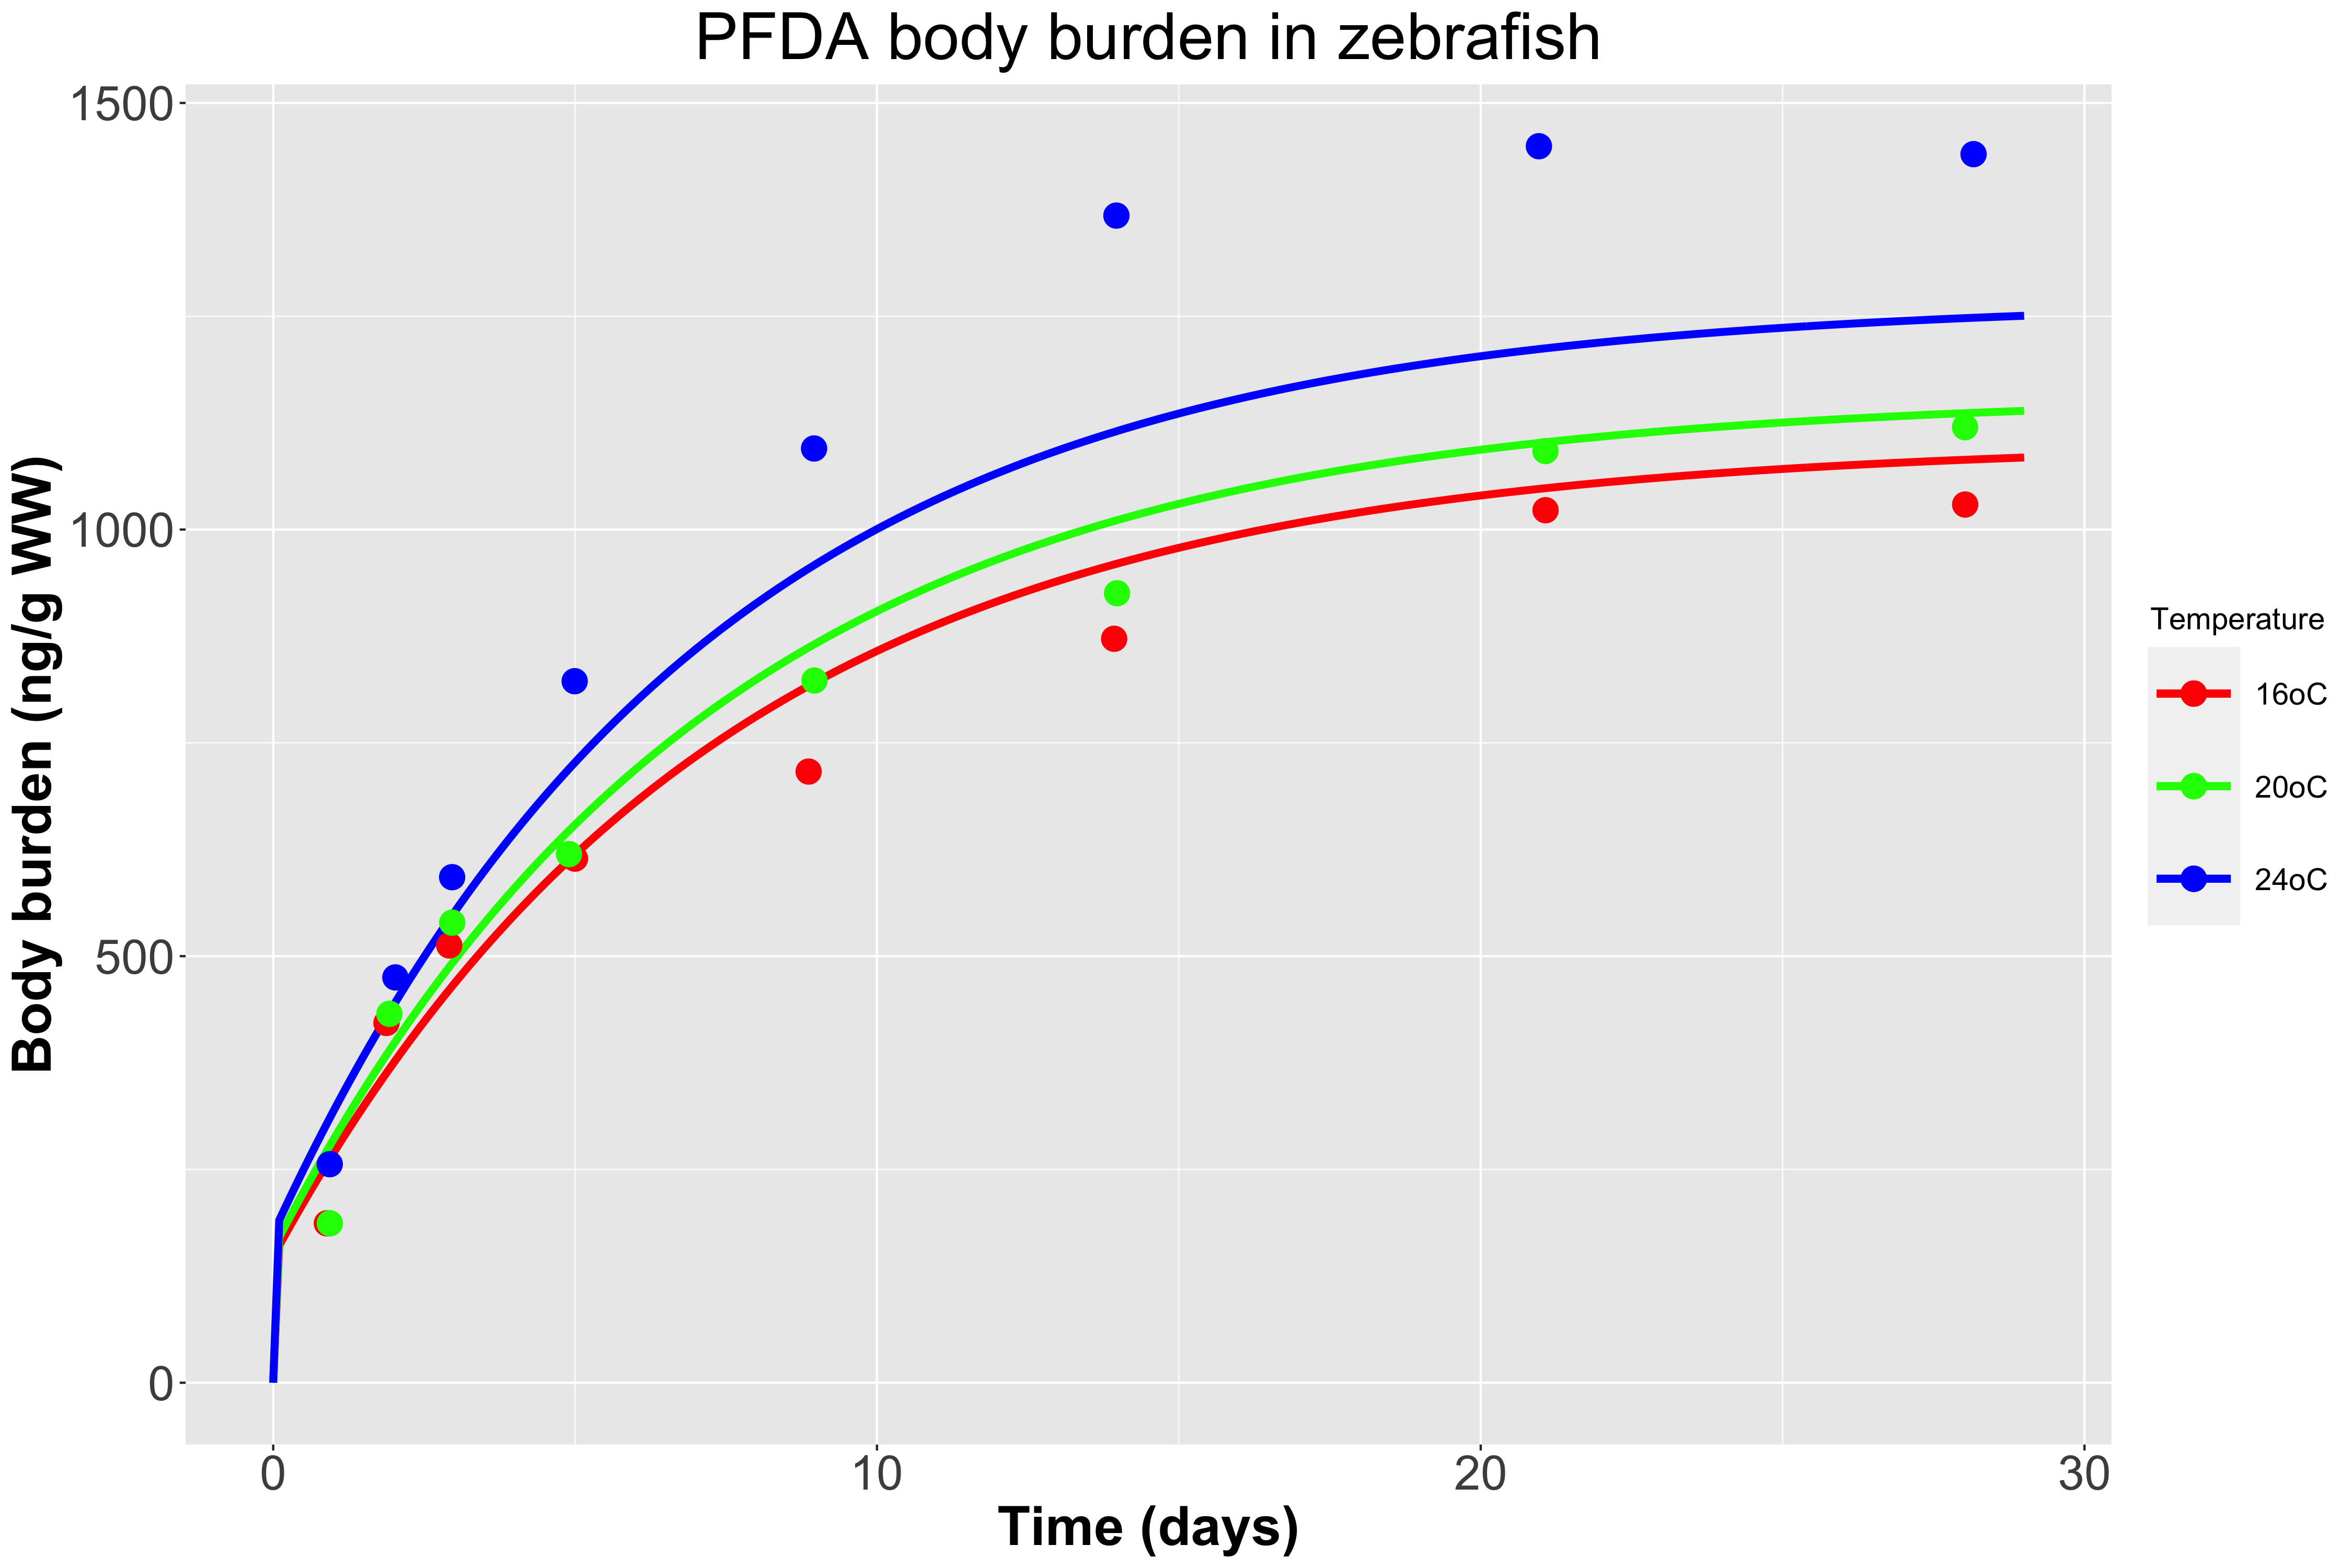 PFDA body burden in zebrafish
1500
1000
500
0
Body burden (ng/g WW)
0 10 20 30
Time (days)
Temperature
16oC
20oC
24oC